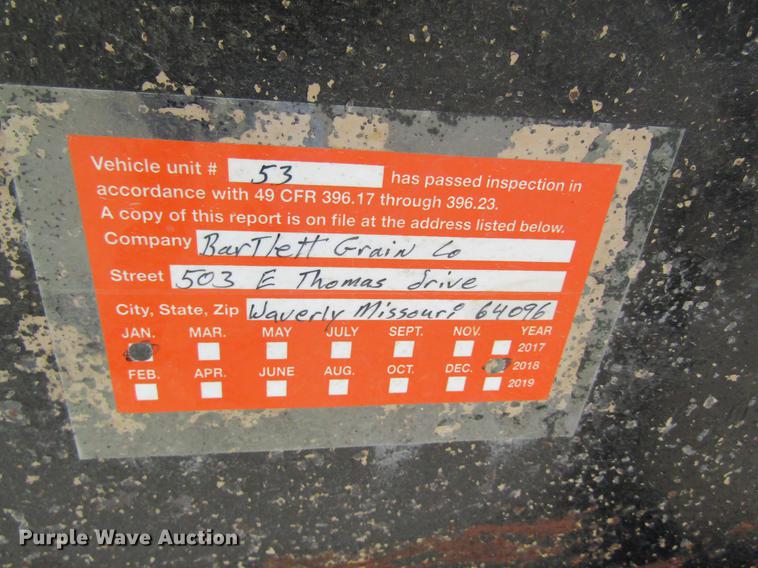 Vehicle unit # 53 has passed inspection in
accordance with 49 CFR 396.17 through 396.23.
A copy of this report is on file at the address listed below.
Company BarTlett Grain Co
Street 503 E Thomas Drive
City, State, Zip Waverly Missouri 64096
JAN. MAR. MAY JULY SEPT. NOV. YEAR
2017
2018
FEB. APR. JUNE AUG. OCT. DEC. 2019
Purple Wave Auction